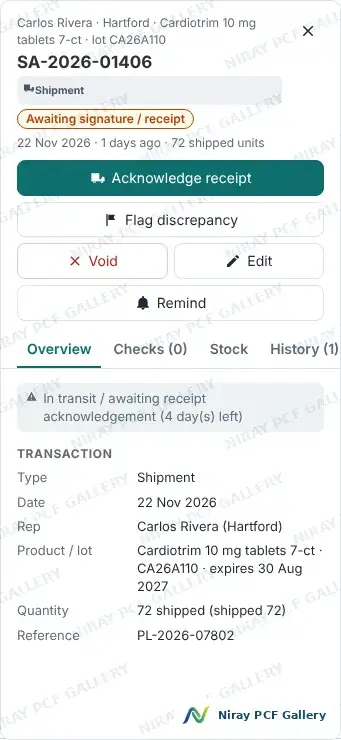 Carlos Rivera · Hartford · Cardiotrim 10 mg
tablets 7-ct · lot CA26A110
SA-2026-01406
Shipment
Awaiting signature / receipt
22 Nov 2026 · 1 days ago · 72 shipped units
Acknowledge receipt
Flag discrepancy
Void
Edit
Remind
Overview Checks (0) Stock History (1)
In transit / awaiting receipt
acknowledgement (4 day(s) left)
TRANSACTION
Type Shipment
Date 22 Nov 2026
Rep Carlos Rivera (Hartford)
Product / lot Cardiotrim 10 mg tablets 7-ct ·
CA26A110 · expires 30 Aug
2027
Quantity 72 shipped (shipped 72)
Reference PL-2026-07802
Niray PCF Gallery
NIRAY PCF GALLERY